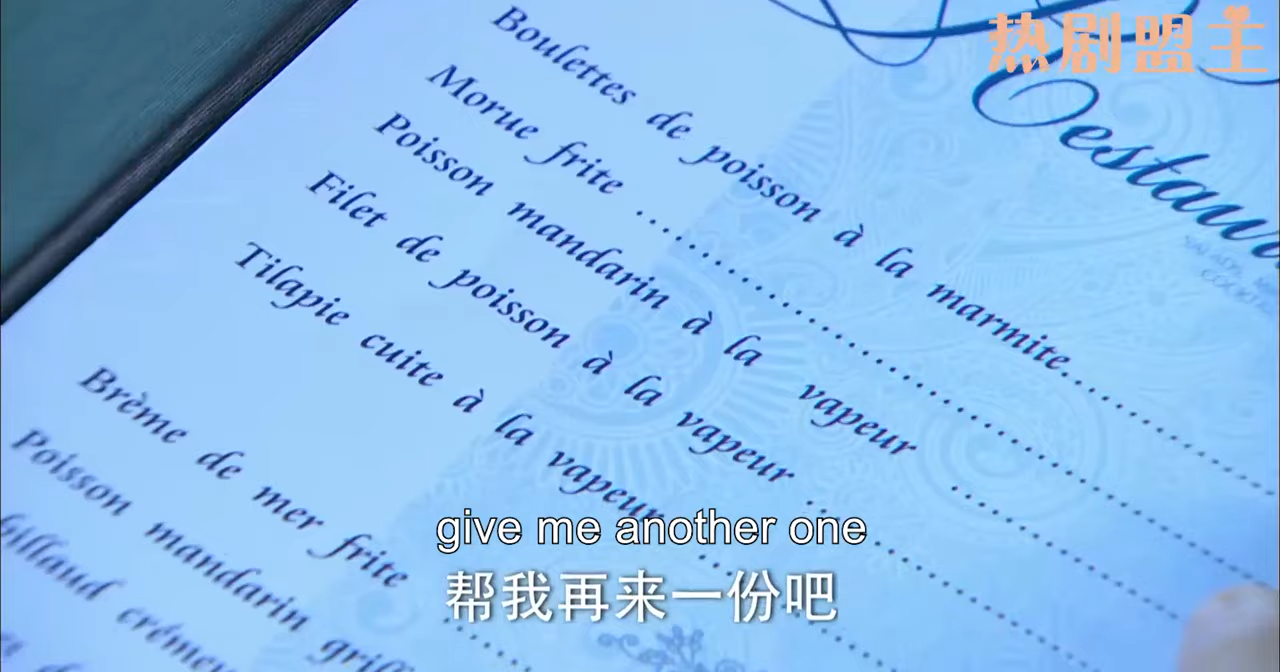 热剧盟主
Oestau
Boulettes de poisson à la marmite
Morue frite
Poisson mandarin à la vapeur
Filet de poisson à la vapeur
Tilapie cuite à la vapeur
Brème de mer frite
Poisson mandarin
give me another one
帮我再来一份吧